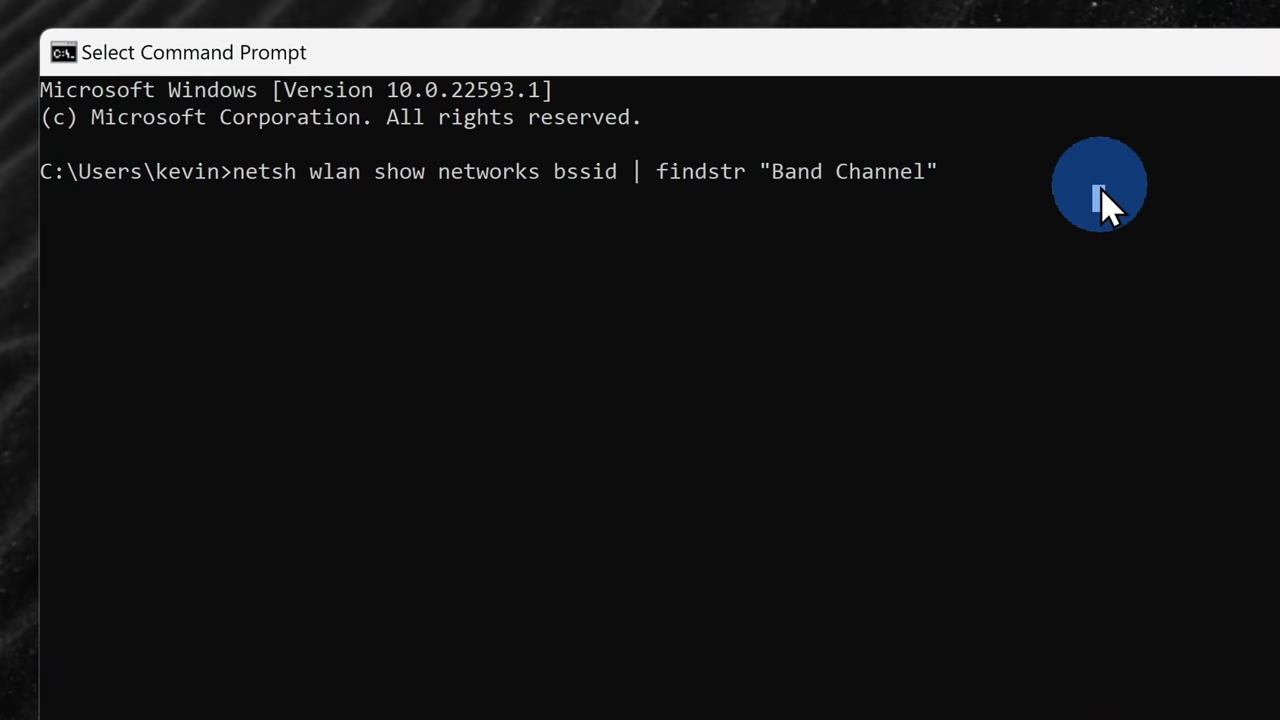 Select Command Prompt
Microsoft Windows [Version 10.0.22593.1]
(c) Microsoft Corporation. All rights reserved.
C:\Users\kevin>netsh wlan show networks bssid | findstr "Band Channel"